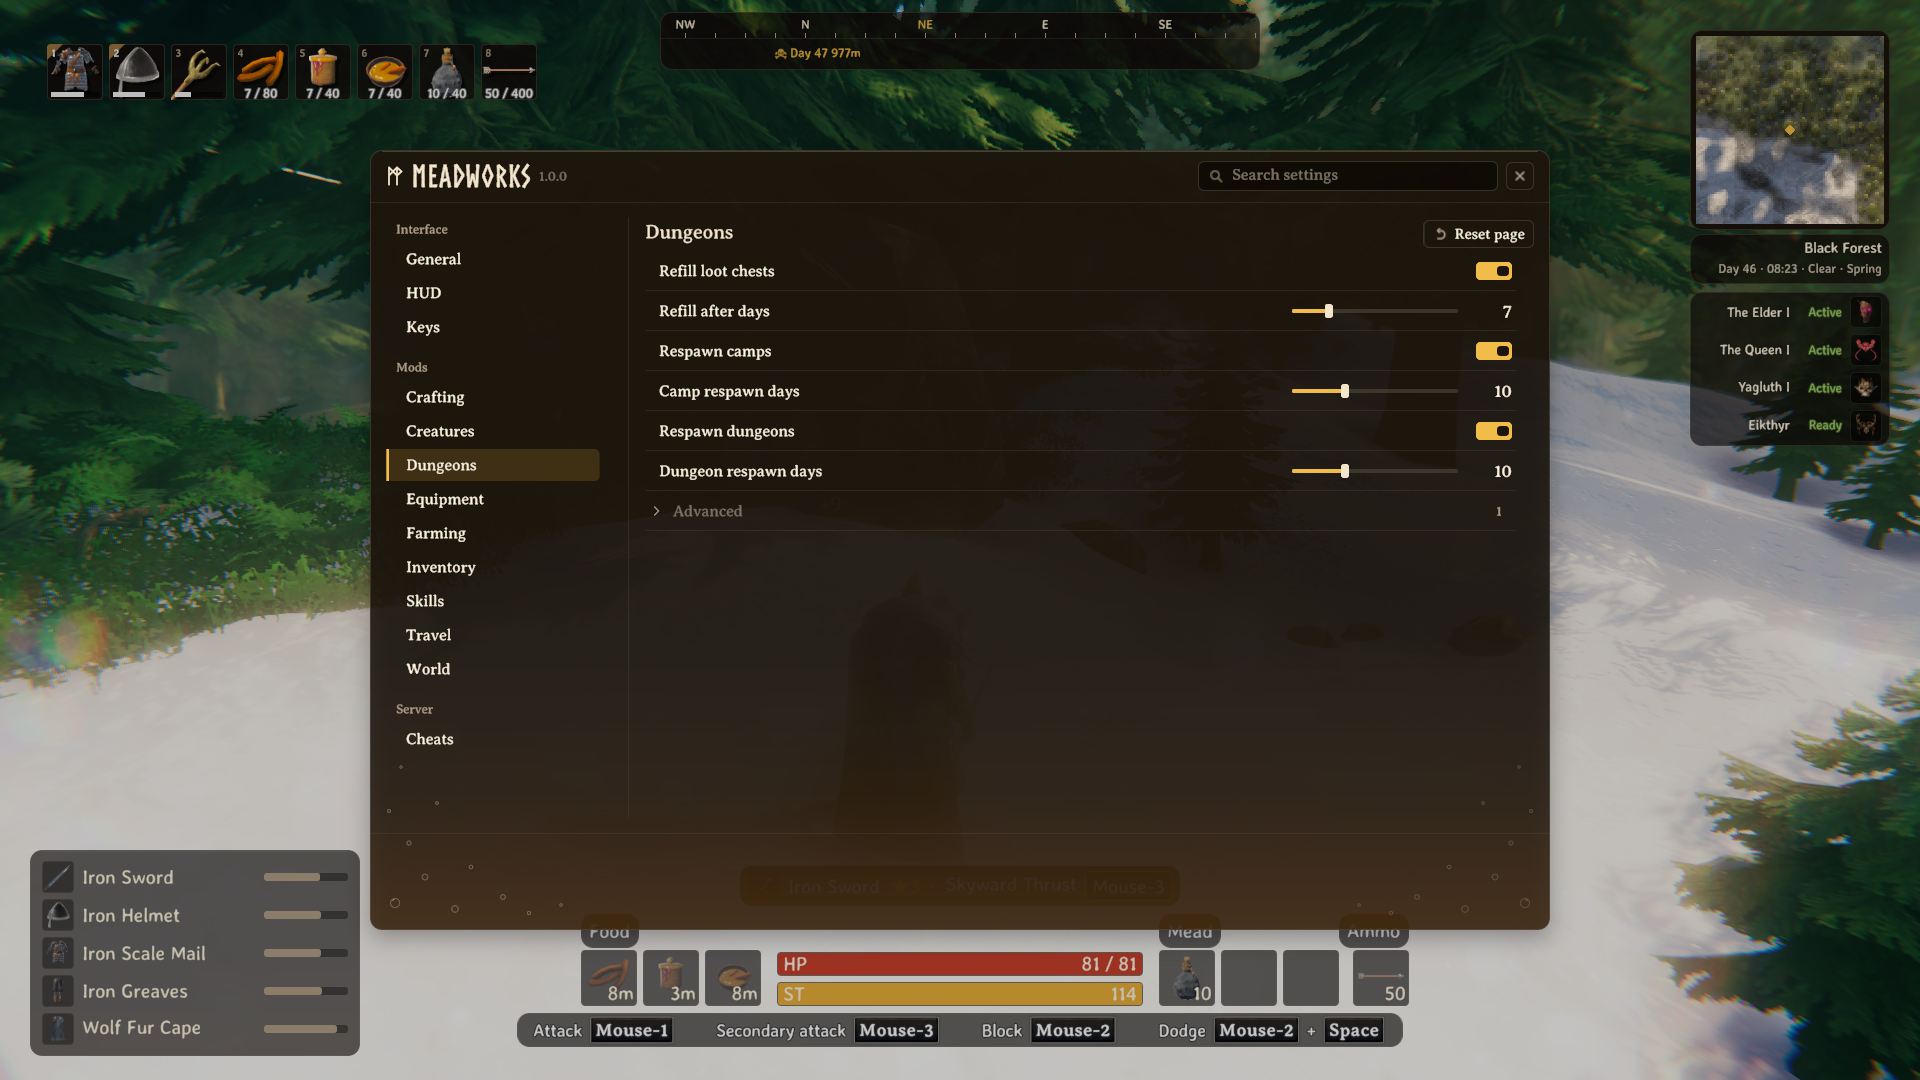 NW N NE E SE
Day 47 977m
1 2 3 4 5 6 7 8
7 / 80 7 / 40 7 / 40 10 / 40 50 / 400
MEADWORKS 1.0.0
Search settings
Interface
General
HUD
Keys
Mods
Crafting
Creatures
Dungeons
Equipment
Farming
Inventory
Skills
Travel
World
Server
Cheats
Dungeons
Reset page
Refill loot chests
Refill after days 7
Respawn camps
Camp respawn days 10
Respawn dungeons
Dungeon respawn days 10
Advanced 1
Black Forest
Day 46 · 08:23 · Clear · Spring
The Elder I Active
The Queen I Active
Yagluth I Active
Eikthyr Ready
Iron Sword
Iron Helmet
Iron Scale Mail
Iron Greaves
Wolf Fur Cape
Iron Sword Skyward Thrust Mouse-3
Food
8m 3m 8m
HP 81 / 81
ST 114
Mead
10
Ammo
50
Attack Mouse-1 Secondary attack Mouse-3 Block Mouse-2 Dodge Mouse-2 + Space